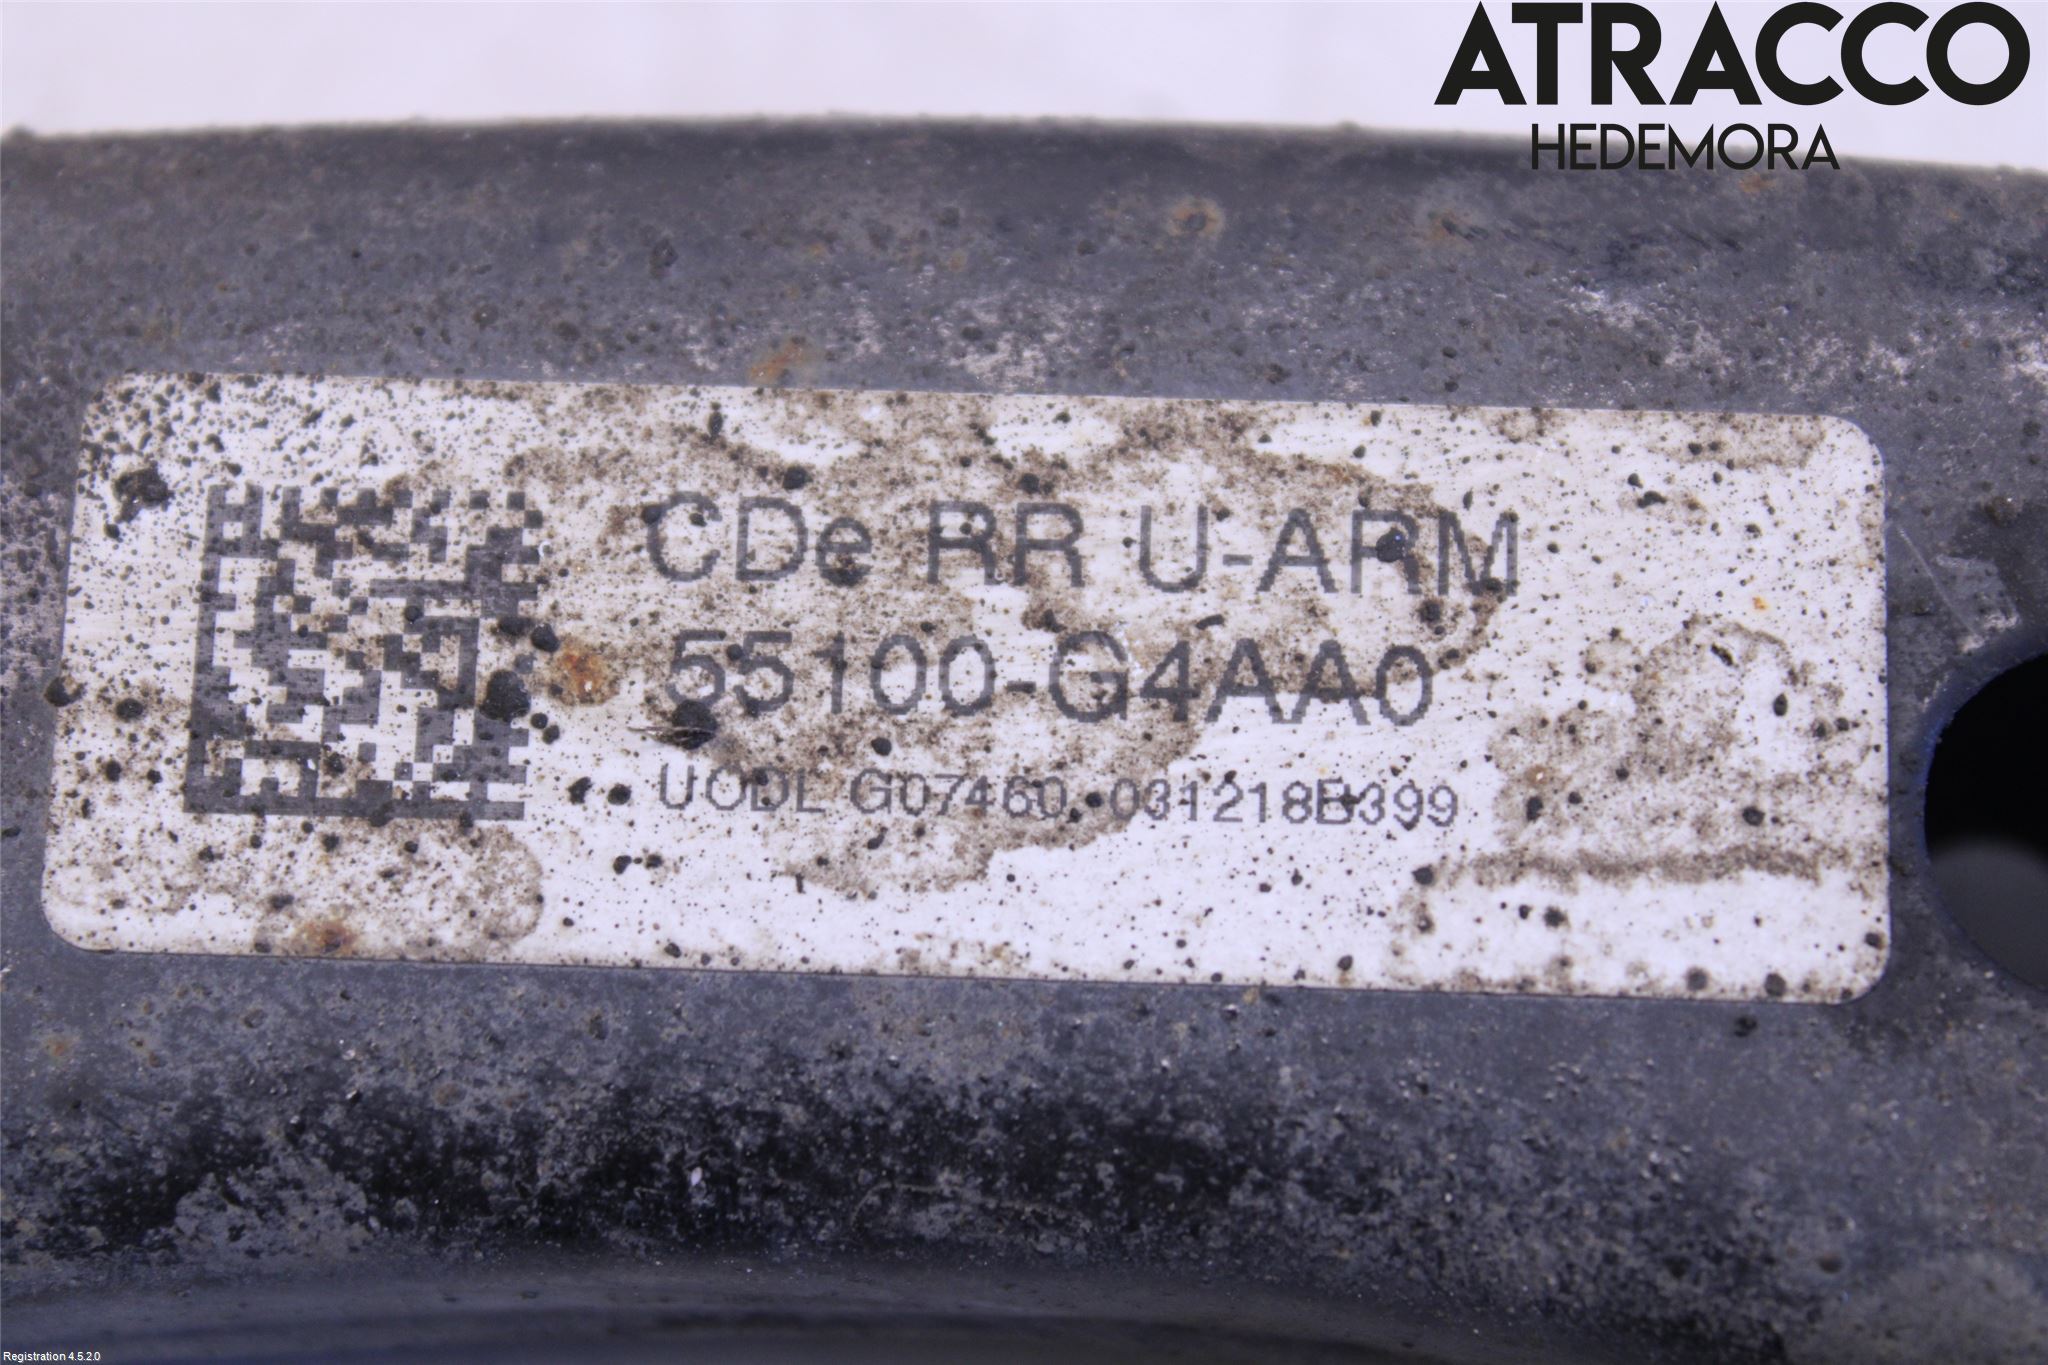 ATRACCO
HEDEMORA
CDe RR U-ARM
55100-G4AA0
UODL G07460 031218B399
Registration 4.5.2.0